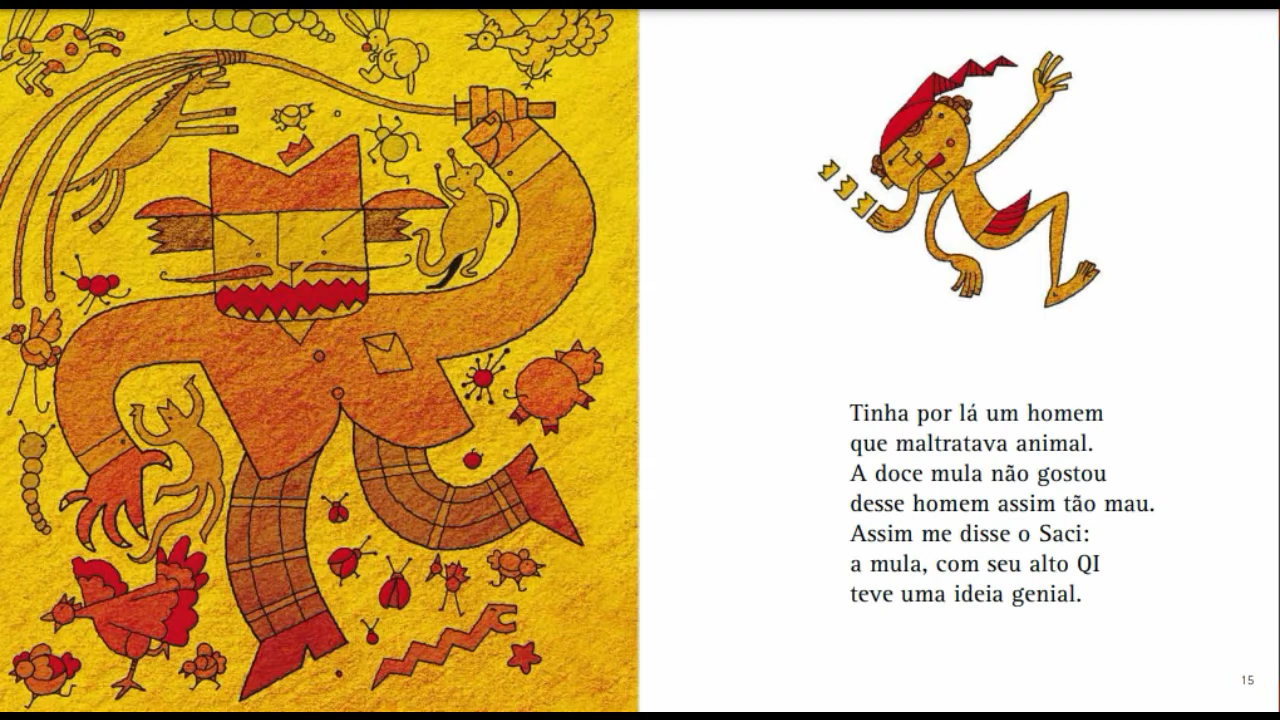 Tinha por lá um homem
que maltratava animal.
A doce mula não gostou
desse homem assim tão mau.
Assim me disse o Saci:
a mula, com seu alto QI
teve uma ideia genial.
15